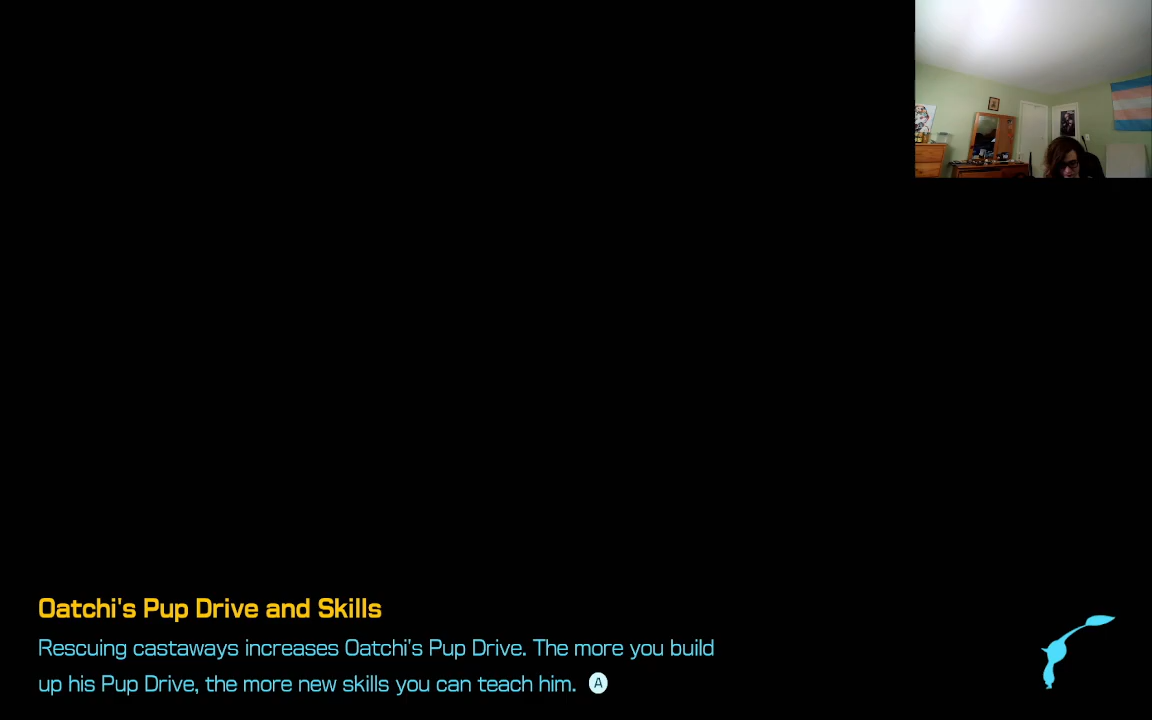 Oatchi's Pup Drive and Skills
Rescuing castaways increases Oatchi's Pup Drive. The more you build
up his Pup Drive, the more new skills you can teach him. A